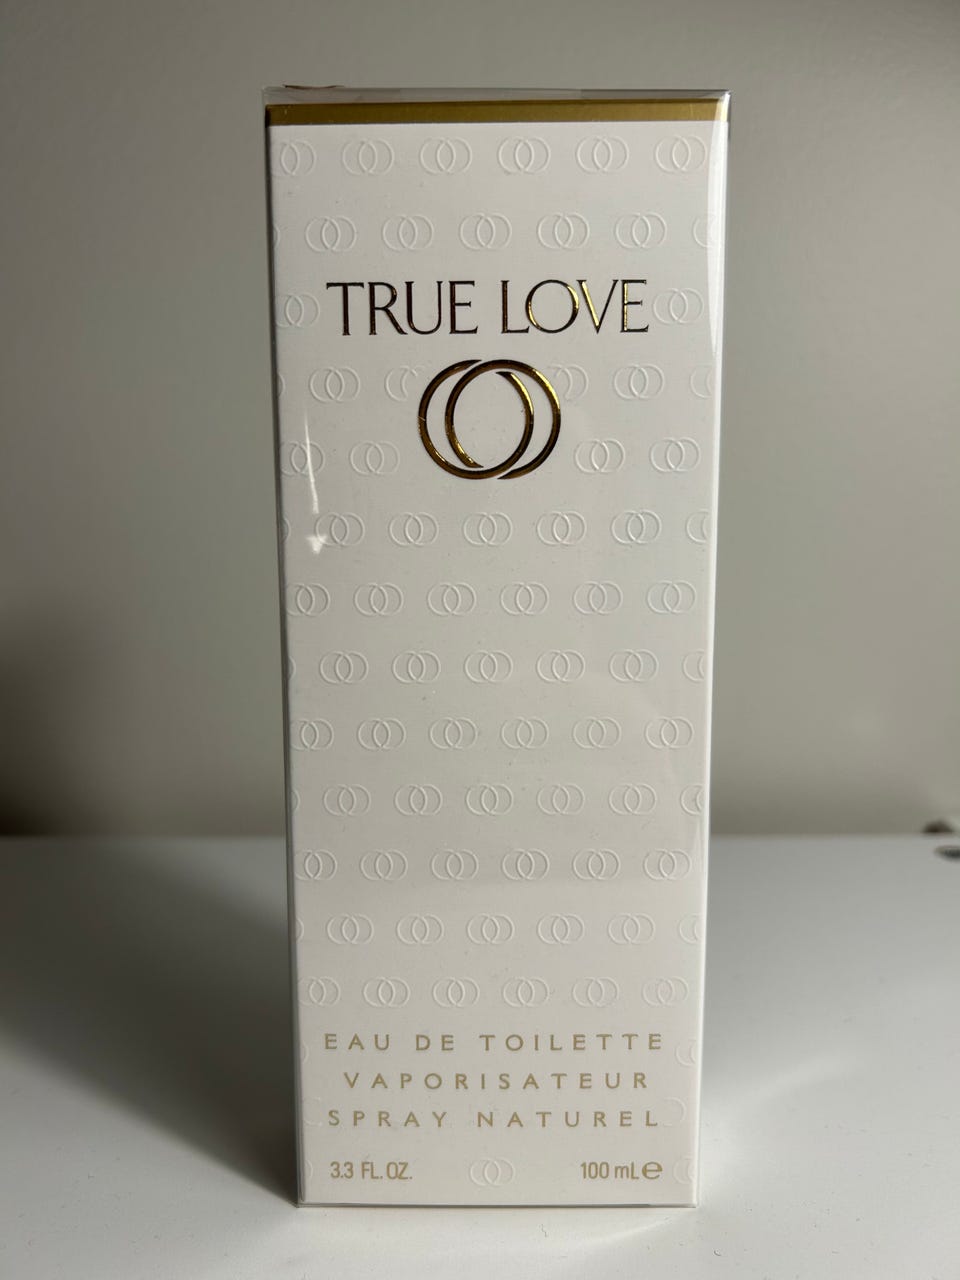 TRUE LOVE
EAU DE TOILETTE
VAPORISATEUR
SPRAY NATUREL
3.3 FL. OZ. 100 mL e